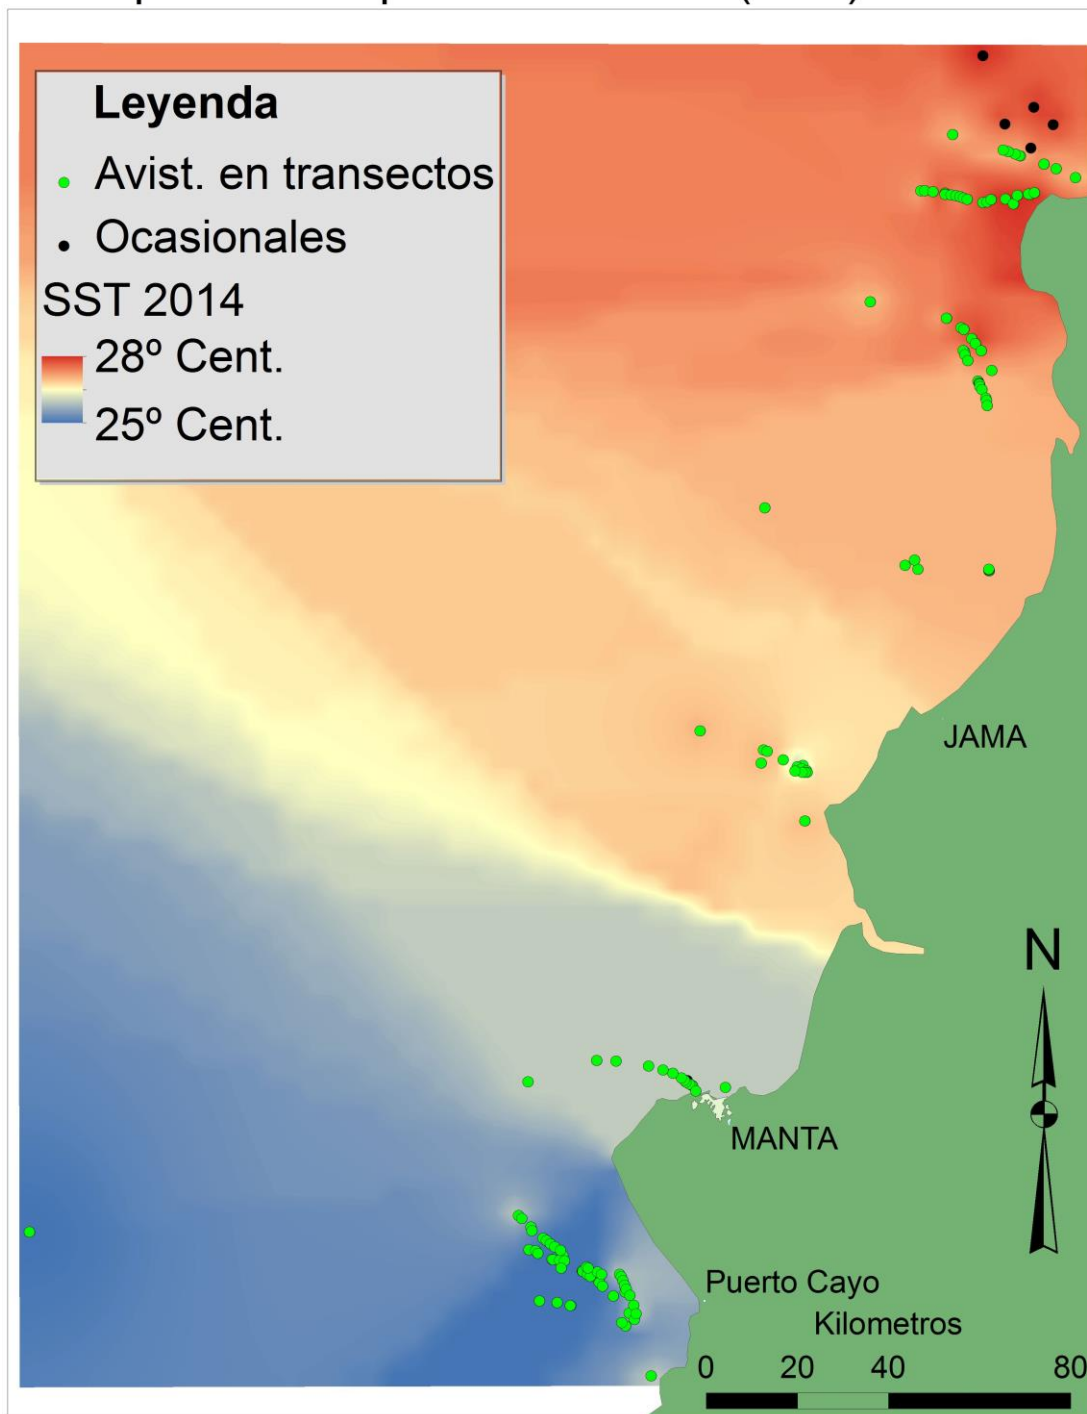 Leyenda
Avist. en transectos
Ocasionales
SST 2014
28º Cent.
25º Cent.
JAMA
N
MANTA
Puerto Cayo
Kilometros
0 20 40 80